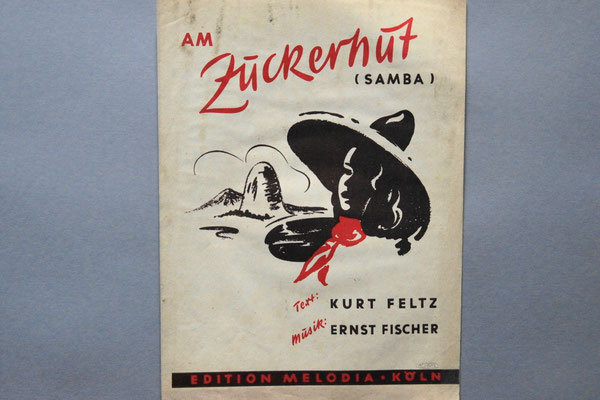 AM
Zuckerhut
(SAMBA)
Text: KURT FELTZ
Musik: ERNST FISCHER
EDITION MELODIA • KÖLN